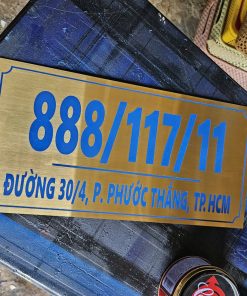 888/117/11
ĐƯỜNG 30/4, P. PHƯỚC THẮNG, TP.HCM